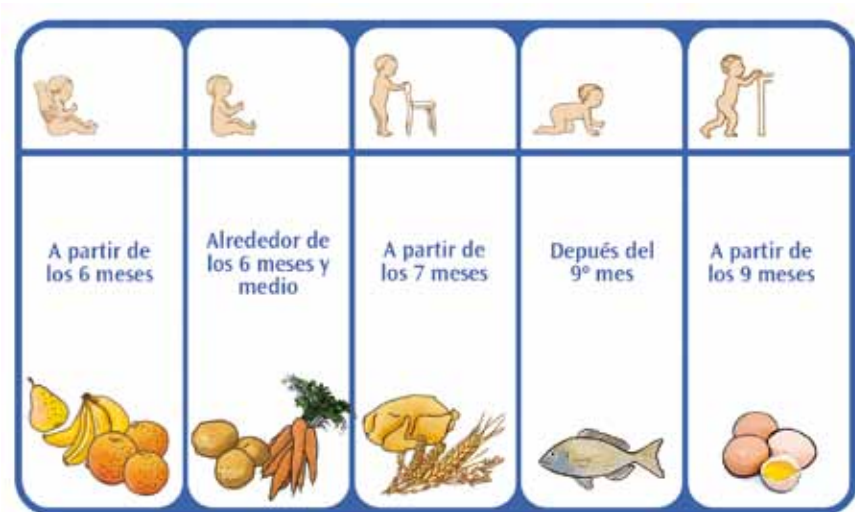 A partir de
los 6 meses
Alrededor de
los 6 meses y
medio
A partir de
los 7 meses
Depués del
9º mes
A partir de
los 9 meses